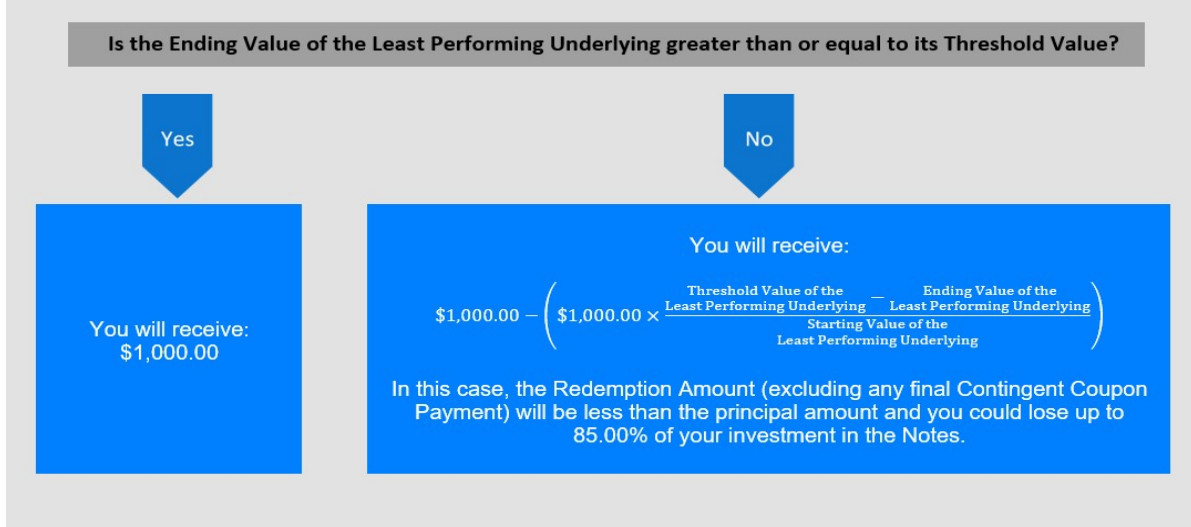 Is the Ending Value of the Least Performing Underlying greater than or equal to its Threshold Value?
Yes
No
You will receive:
$1,000.00
You will receive:
$1,000.00 − ($1,000.00 × (Threshold Value of the Least Performing Underlying − Ending Value of the Least Performing Underlying) / Starting Value of the Least Performing Underlying)
In this case, the Redemption Amount (excluding any final Contingent Coupon
Payment) will be less than the principal amount and you could lose up to
85.00% of your investment in the Notes.